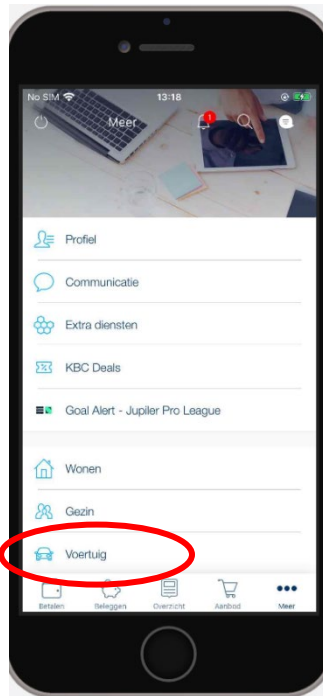 No SIM 13:18
Meer 1
Profiel
Communicatie
Extra diensten
KBC Deals
Goal Alert - Jupiler Pro League
Wonen
Gezin
Voertuig
Betalen Beleggen Overzicht Aanbod Meer